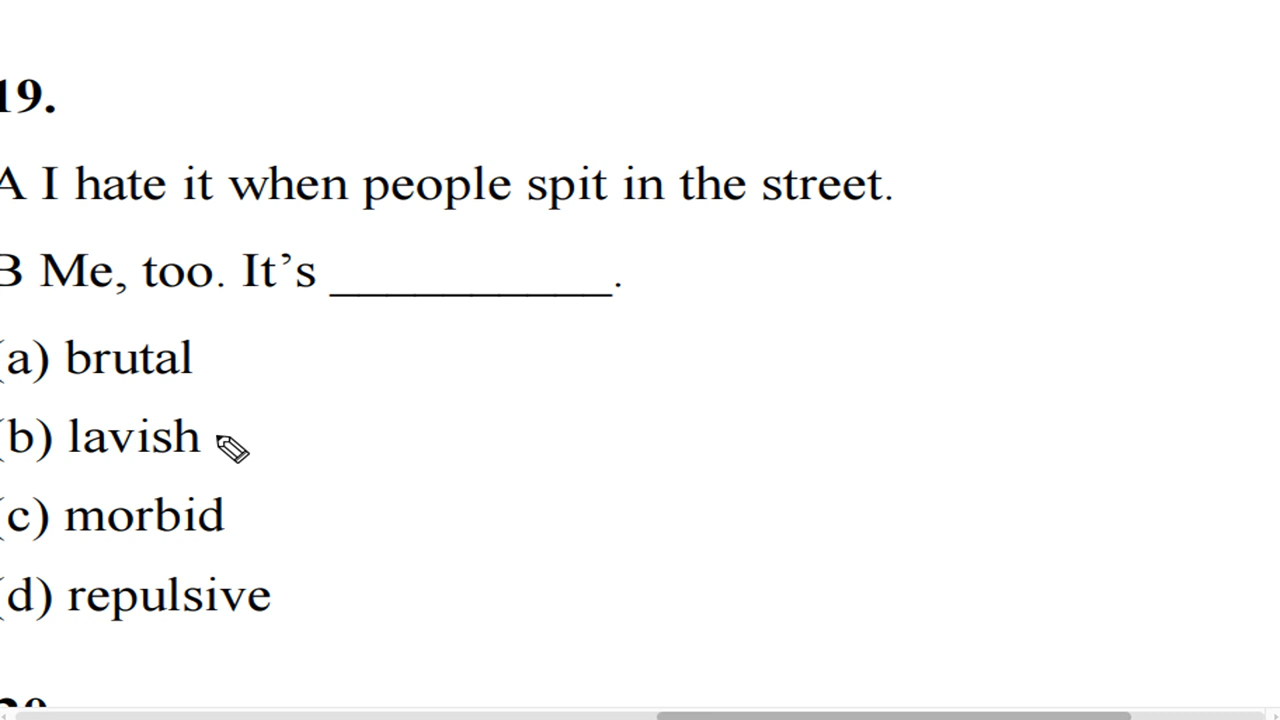 19.
A I hate it when people spit in the street.
B Me, too. It’s ___________.
(a) brutal
(b) lavish
(c) morbid
(d) repulsive